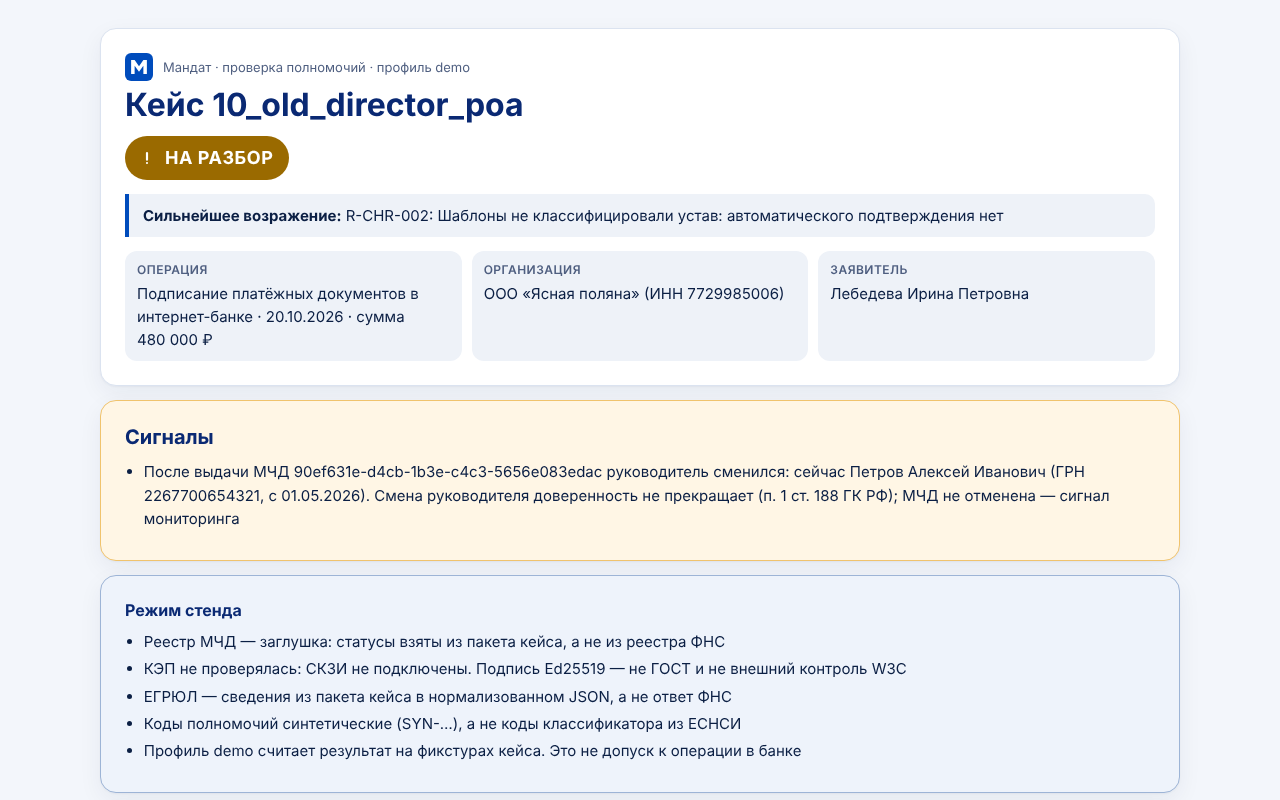 M
Мандат · проверка полномочий · профиль demo
Кейс 10_old_director_poa
! НА РАЗБОР
Сильнейшее возражение: R-CHR-002: Шаблоны не классифицировали устав: автоматического подтверждения нет
ОПЕРАЦИЯ
Подписание платёжных документов в
интернет-банке · 20.10.2026 · сумма
480 000 ₽
ОРГАНИЗАЦИЯ
ООО «Ясная поляна» (ИНН 7729985006)
ЗАЯВИТЕЛЬ
Лебедева Ирина Петровна
Сигналы
• После выдачи МЧД 90ef631e-d4cb-1b3e-c4c3-5656e083edac руководитель сменился: сейчас Петров Алексей Иванович (ГРН
2267700654321, с 01.05.2026). Смена руководителя доверенность не прекращает (п. 1 ст. 188 ГК РФ); МЧД не отменена — сигнал
мониторинга
Режим стенда
• Реестр МЧД — заглушка: статусы взяты из пакета кейса, а не из реестра ФНС
• КЭП не проверялась: СКЗИ не подключены. Подпись Ed25519 — не ГОСТ и не внешний контроль W3C
• ЕГРЮЛ — сведения из пакета кейса в нормализованном JSON, а не ответ ФНС
• Коды полномочий синтетические (SYN-…), а не коды классификатора из ЕСНСИ
• Профиль demo считает результат на фикстурах кейса. Это не допуск к операции в банке